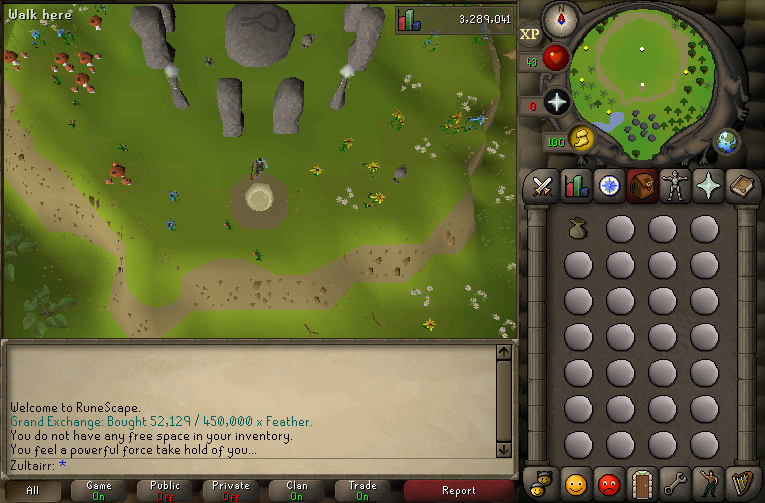 Walk here
3,289,041
XP
43
0
100
Welcome to RuneScape.
Grand Exchange: Bought 52,129 / 450,000 x Feather.
You do not have any free space in your inventory.
You feel a powerful force take hold of you...
Zultairr: *
All
Game
On
Public
Off
Private
Off
Clan
On
Trade
On
Report